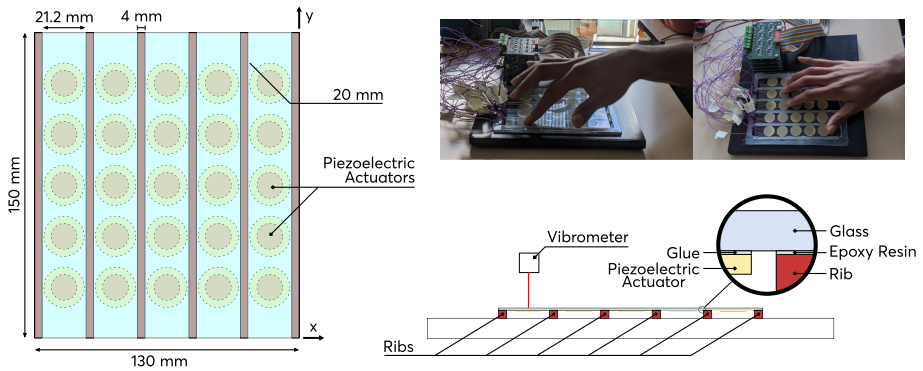 21.2 mm
4 mm
y
20 mm
Piezoelectric
Actuators
150 mm
x
130 mm
Vibrometer
Ribs
Glass
Glue
Epoxy Resin
Piezoelectric
Actuator
Rib